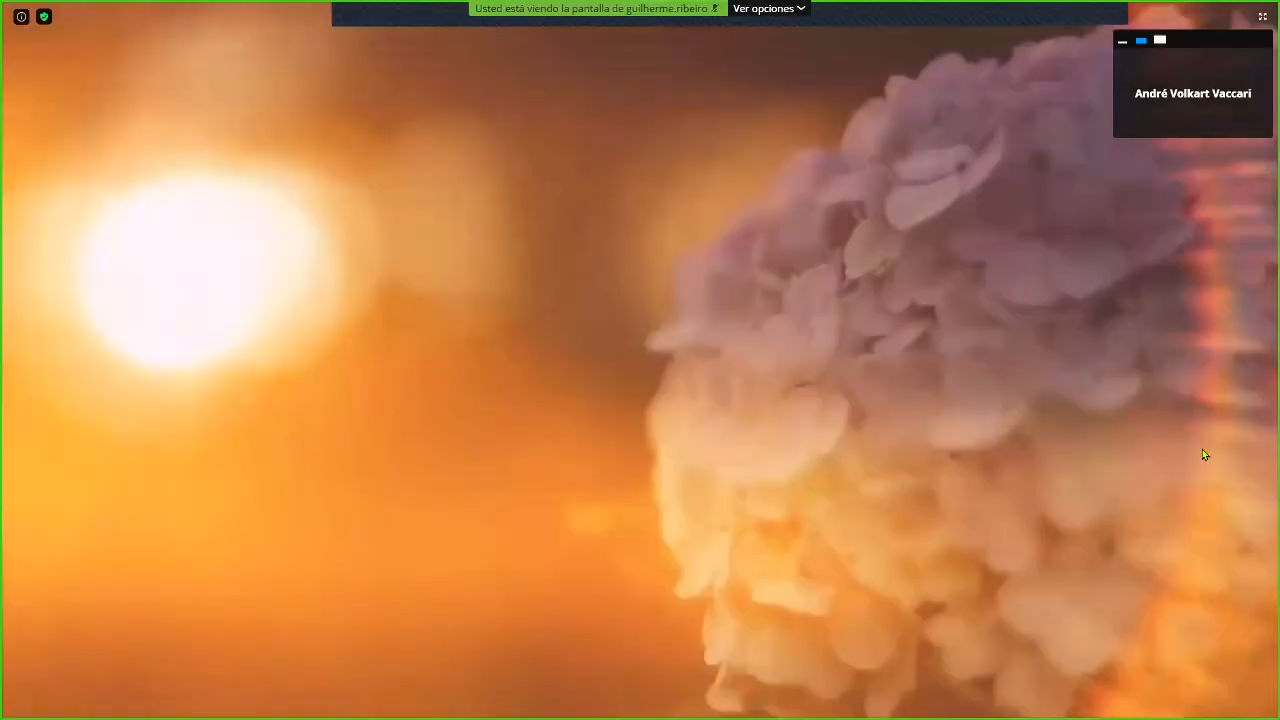 Usted está viendo la pantalla de guilherme.ribeiro
Ver opciones
André Volkart Vaccari